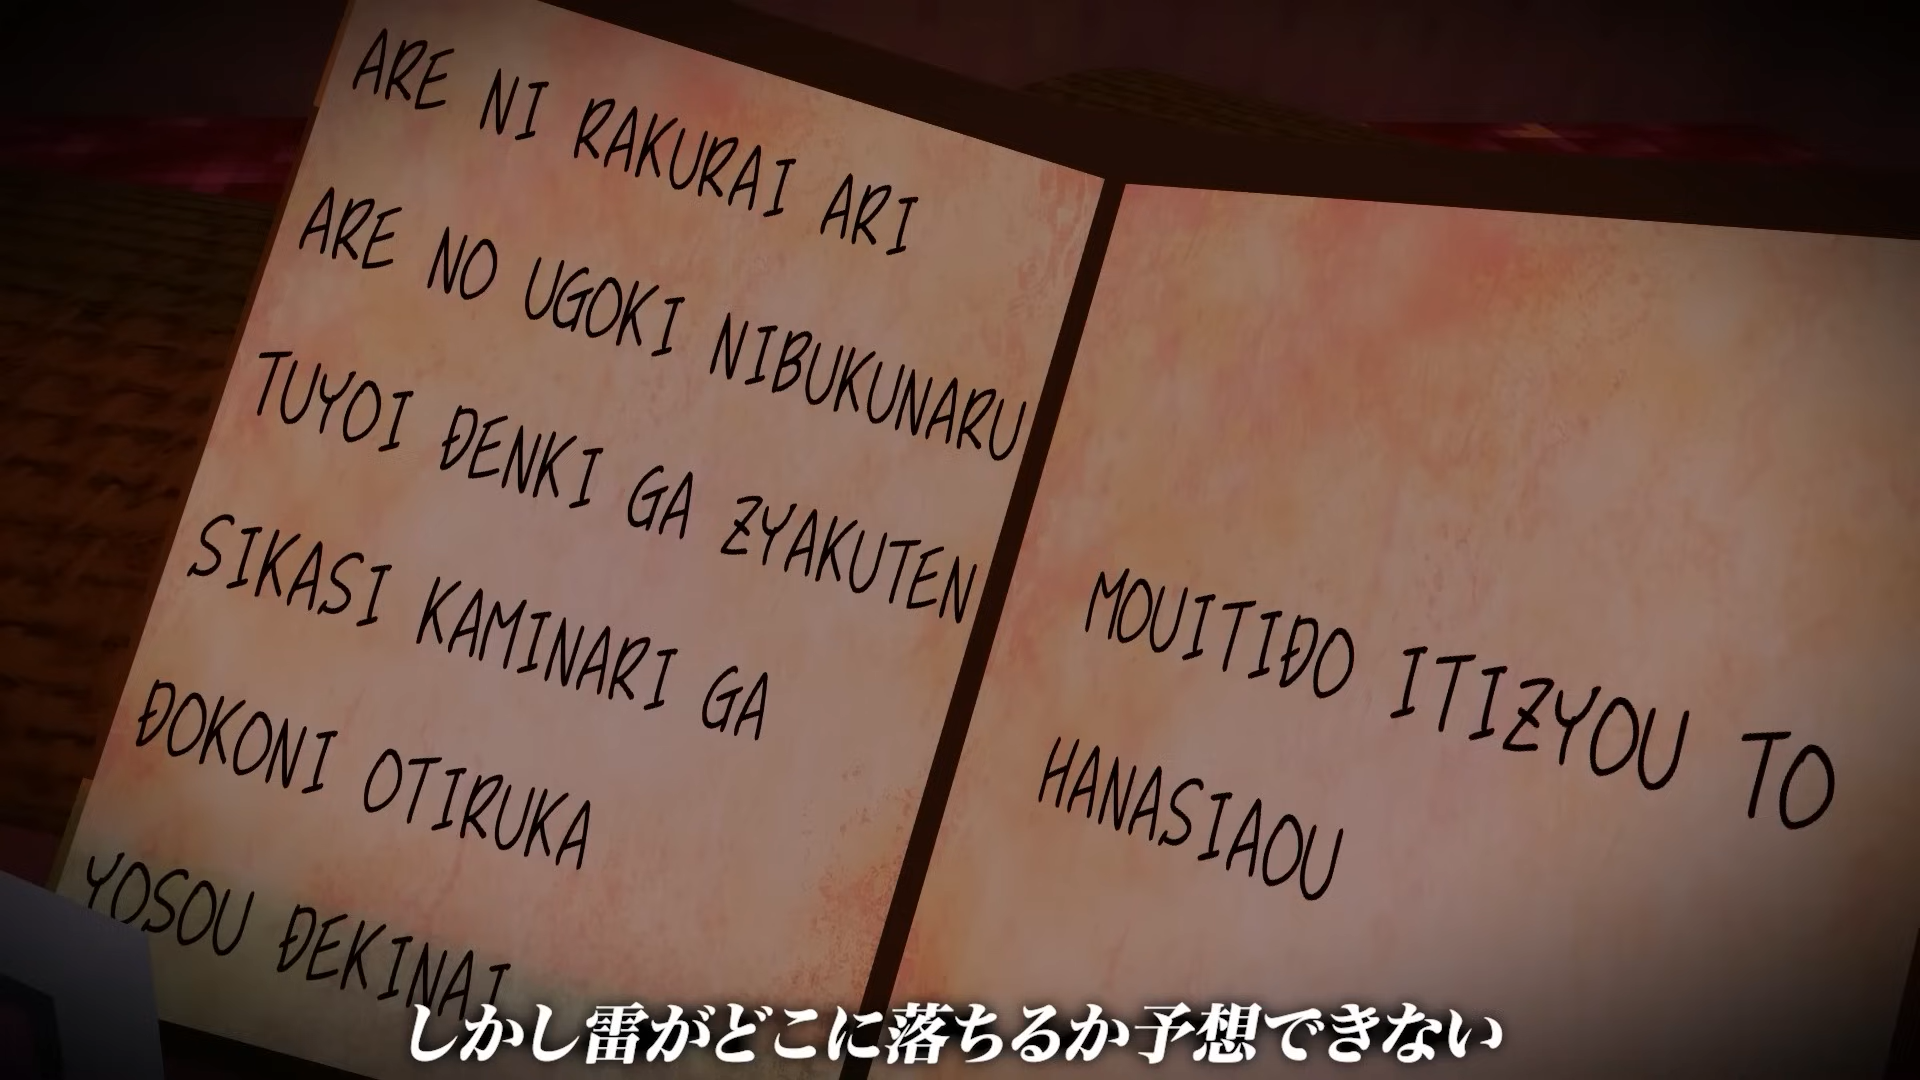 ARE NI RAKURAI ARI
ARE NO UGOKI NIBUKUNARU
TUYOI ĐENKI GA ZYAKUTEN
SIKASI KAMINARI GA
ĐOKONI OTIRUKA
YOSOU ĐEKINAI
MOUITIĐO ITIZYOU TO
HANASIAOU
しかし雷がどこに落ちるか予想できない